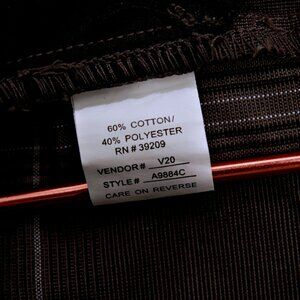 60% COTTON/
40% POLYESTER
RN # 39209
VENDOR# V20
STYLE# A9884C
CARE ON REVERSE